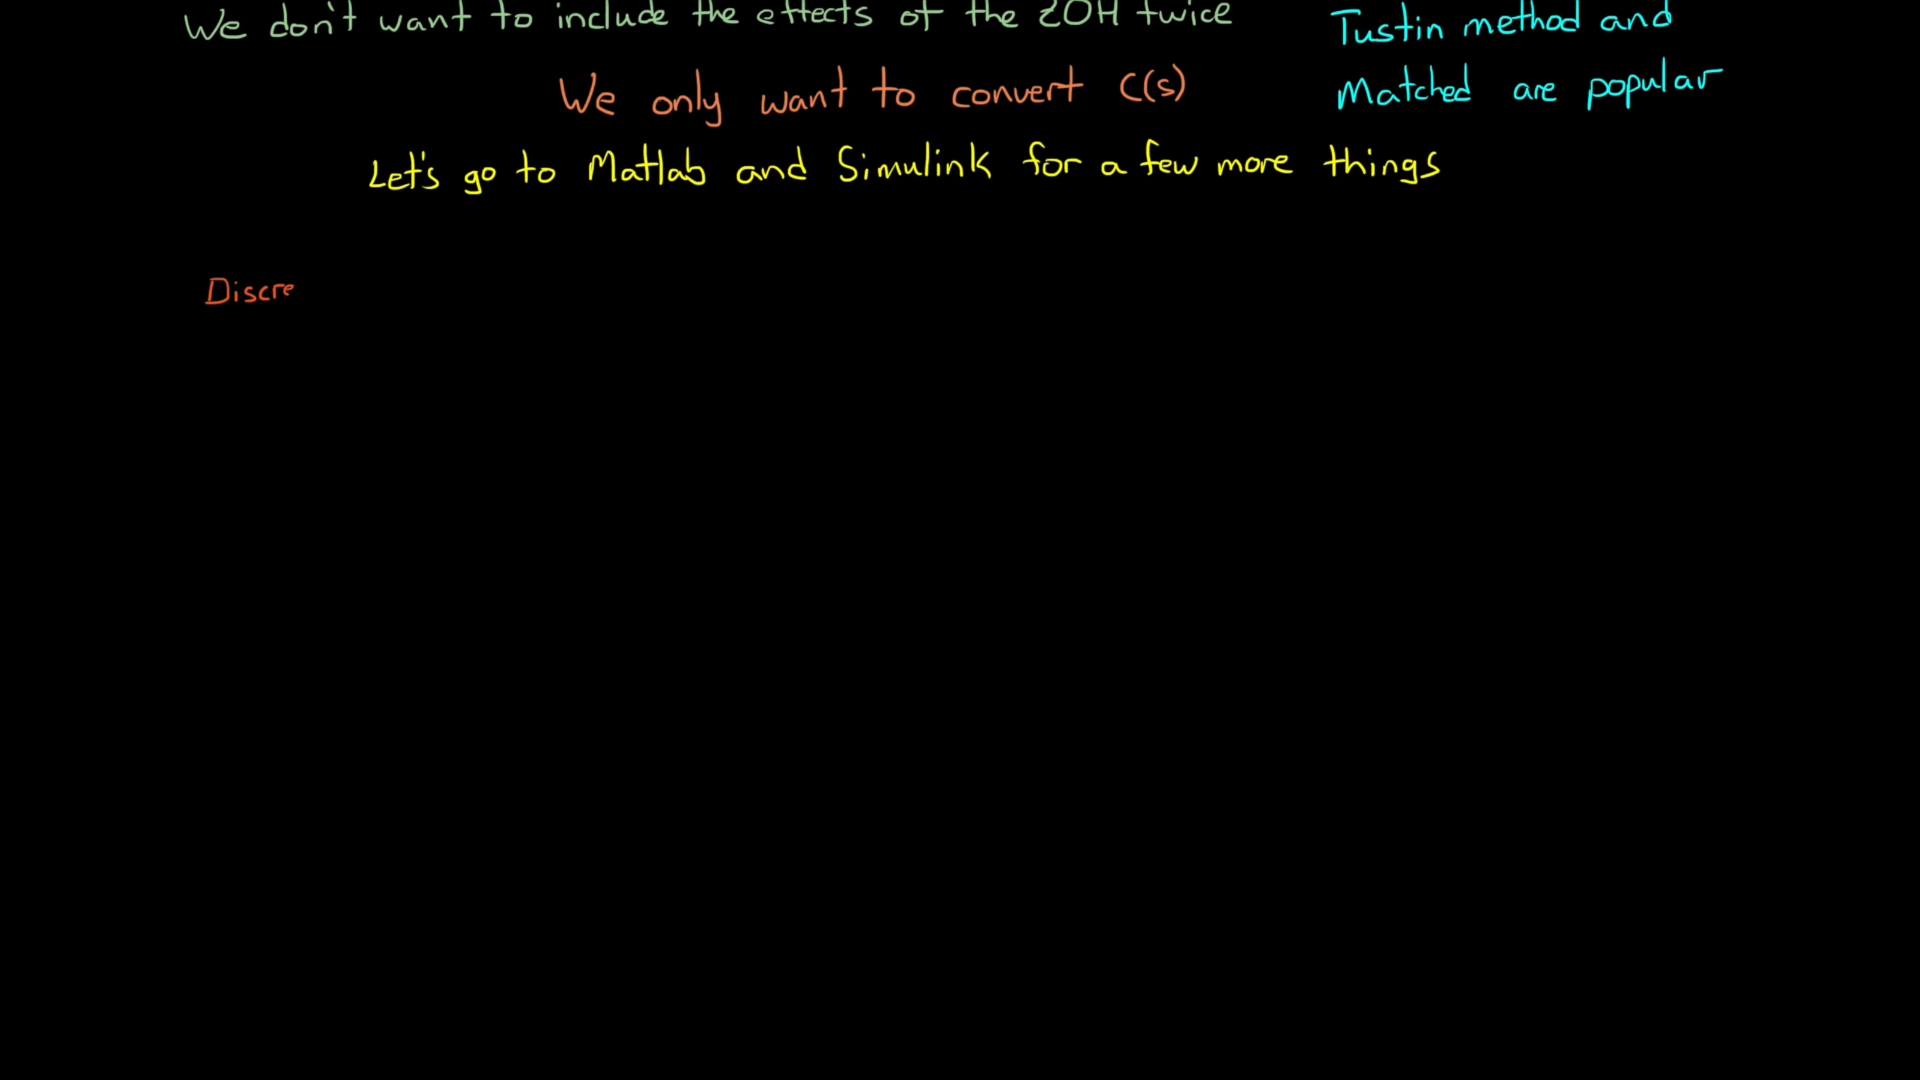 We don't want to include the effects of the ZOH twice
Tustin method and
Matched are popular
We only want to convert C(s)
Let's go to Matlab and Simulink for a few more things
Discre